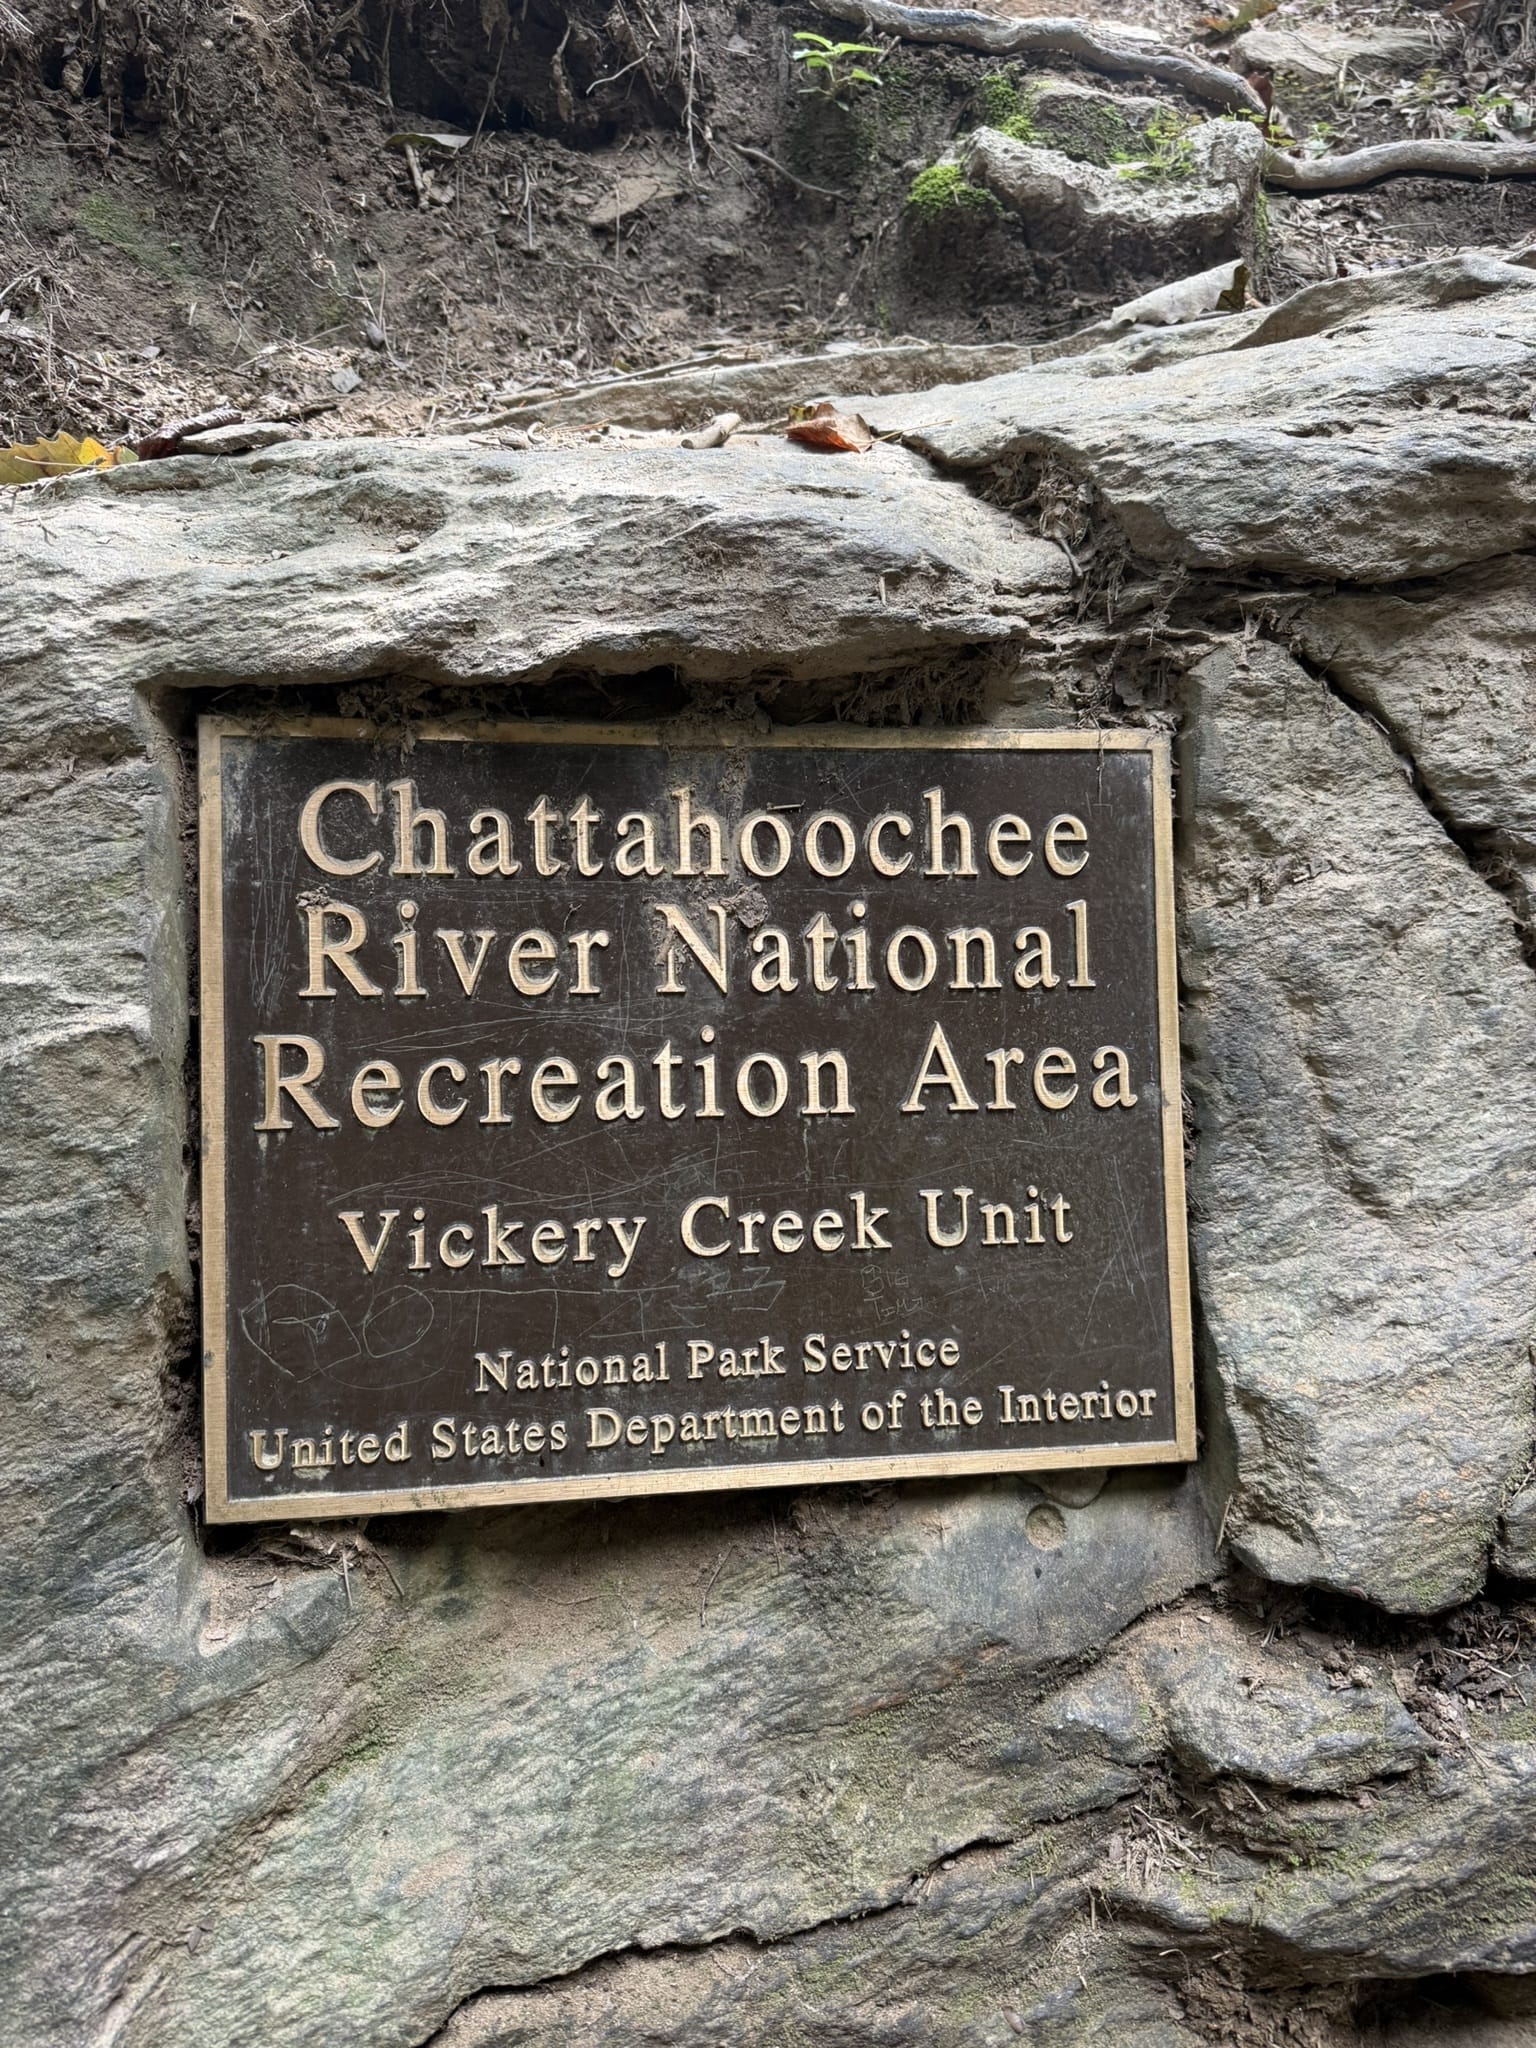 Chattahoochee
River National
Recreation Area
Vickery Creek Unit
National Park Service
United States Department of the Interior